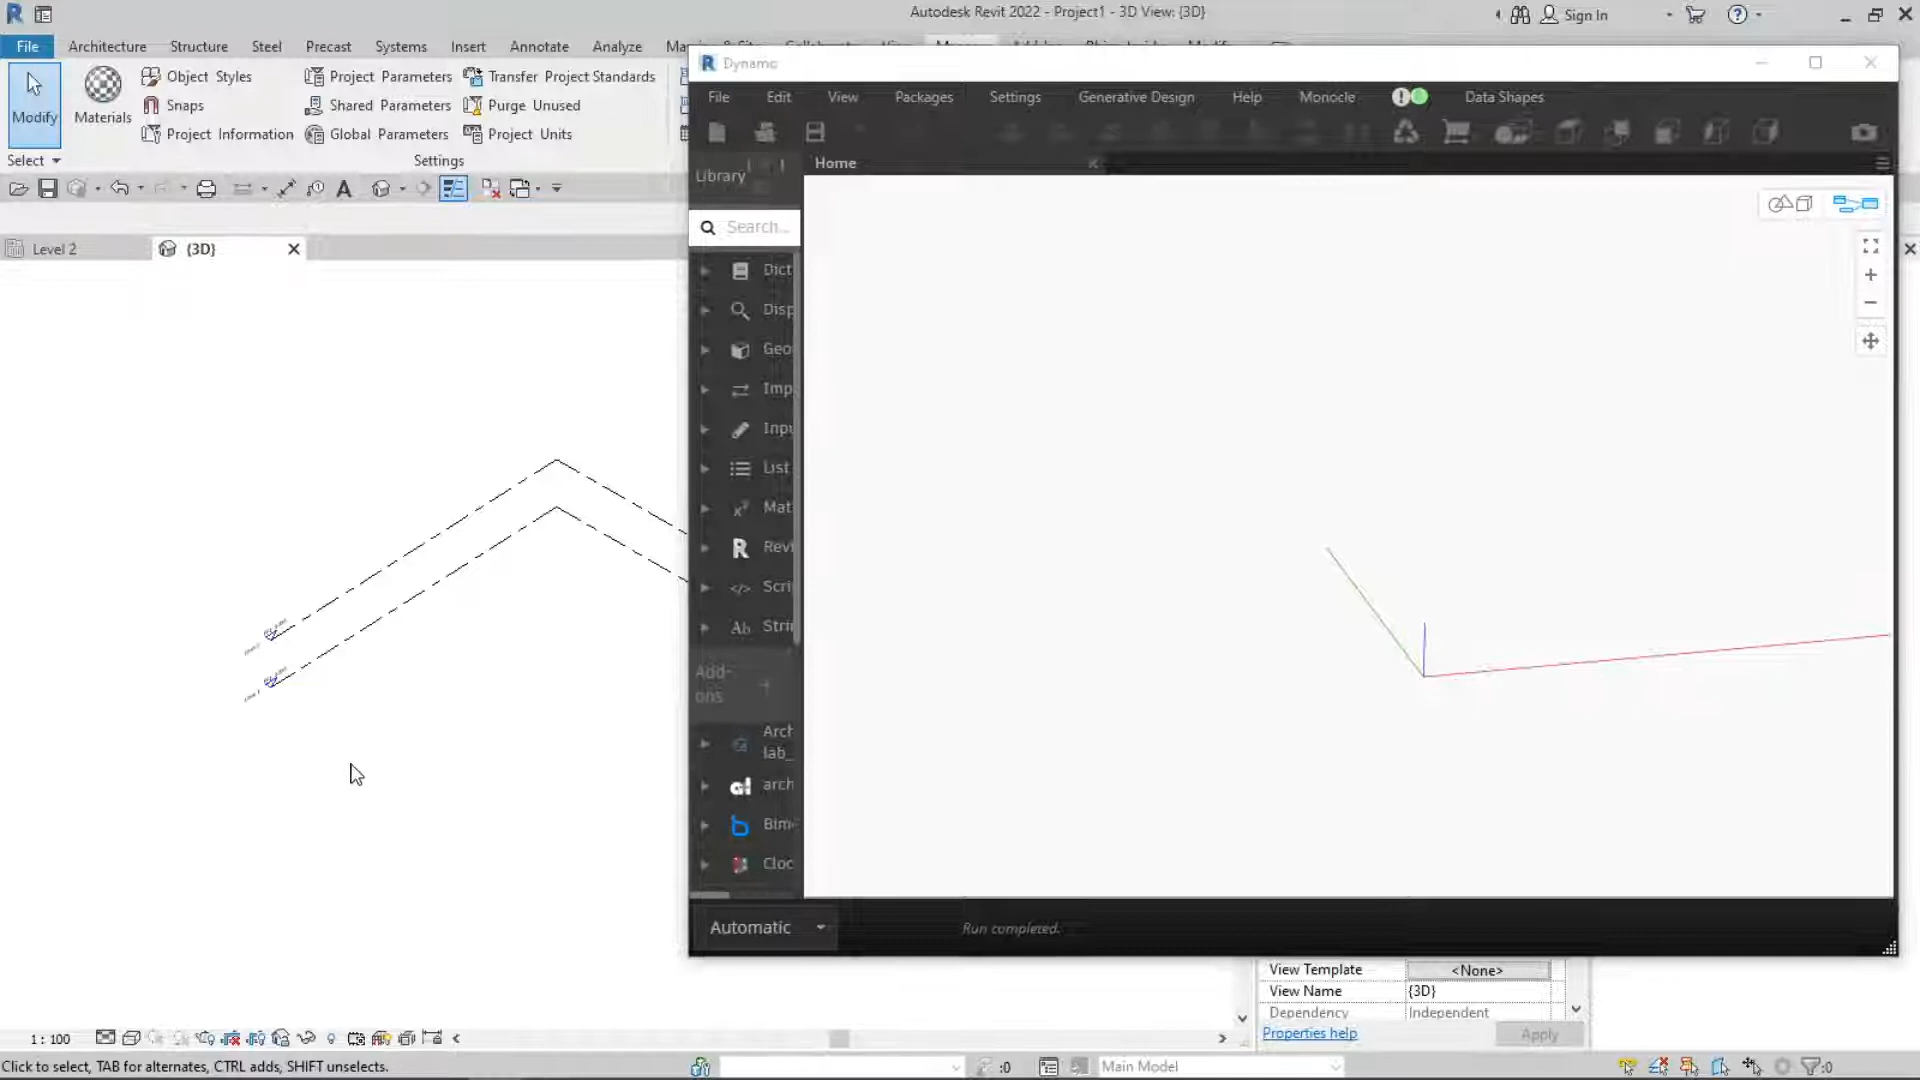 Autodesk Revit 2022 - Project1 - 3D View: {3D}
Sign In
File Architecture Structure Steel Precast Systems Insert Annotate Analyze
Modify
Materials
Object Styles
Snaps
Project Information
Project Parameters
Shared Parameters
Global Parameters
Transfer Project Standards
Purge Unused
Project Units
Select
Settings
Level 2
{3D}
Dynamo
File Edit View Packages Settings Generative Design Help Monocle Data Shapes
Library
Home
Search...
Dict
Disp
Geo
Imp
Inpu
List
Mat
Revi
Scri
Stri
Add-
ons
Arch
lab_
arch
Bim
Cloc
Automatic
Run completed.
View Template <None>
View Name {3D}
Dependency Independent
Properties help
Apply
1 : 100
Click to select, TAB for alternates, CTRL adds, SHIFT unselects.
:0
Main Model
:0